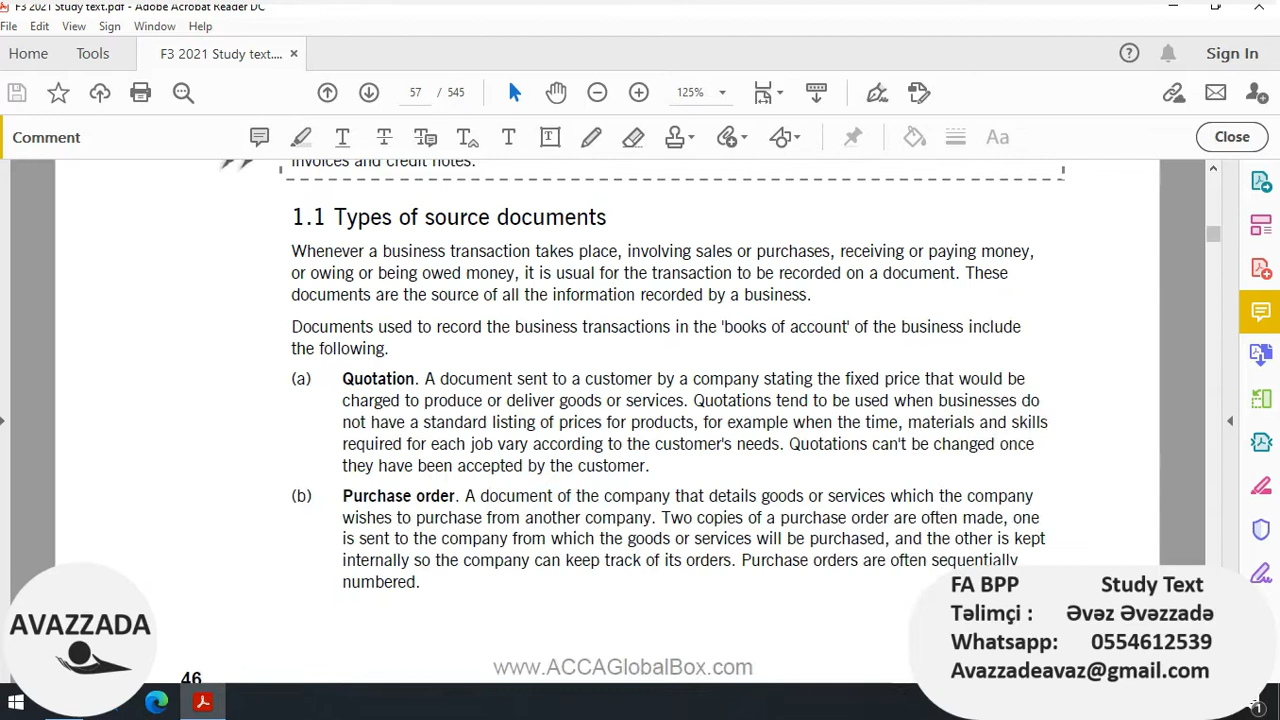 F3 2021 Study text.pdf - Adobe Acrobat Reader DC
File Edit View Sign Window Help
Home Tools F3 2021 Study text.... × Sign In
57 / 545 125%
Comment Close
invoices and credit notes.
1.1 Types of source documents
Whenever a business transaction takes place, involving sales or purchases, receiving or paying money,
or owing or being owed money, it is usual for the transaction to be recorded on a document. These
documents are the source of all the information recorded by a business.
Documents used to record the business transactions in the 'books of account' of the business include
the following.
(a) Quotation. A document sent to a customer by a company stating the fixed price that would be
charged to produce or deliver goods or services. Quotations tend to be used when businesses do
not have a standard listing of prices for products, for example when the time, materials and skills
required for each job vary according to the customer's needs. Quotations can't be changed once
they have been accepted by the customer.
(b) Purchase order. A document of the company that details goods or services which the company
wishes to purchase from another company. Two copies of a purchase order are often made, one
is sent to the company from which the goods or services will be purchased, and the other is kept
internally so the company can keep track of its orders. Purchase orders are often sequentially
numbered.
46
www.ACCAGlobalBox.com
AVAZZADA
FA BPP Study Text
Təlimçi : Əvəz Əvəzzadə
Whatsapp: 0554612539
Avazzadeavaz@gmail.com